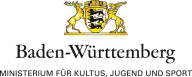 Baden-Württemberg
MINISTERIUM FÜR KULTUS, JUGEND UND SPORT